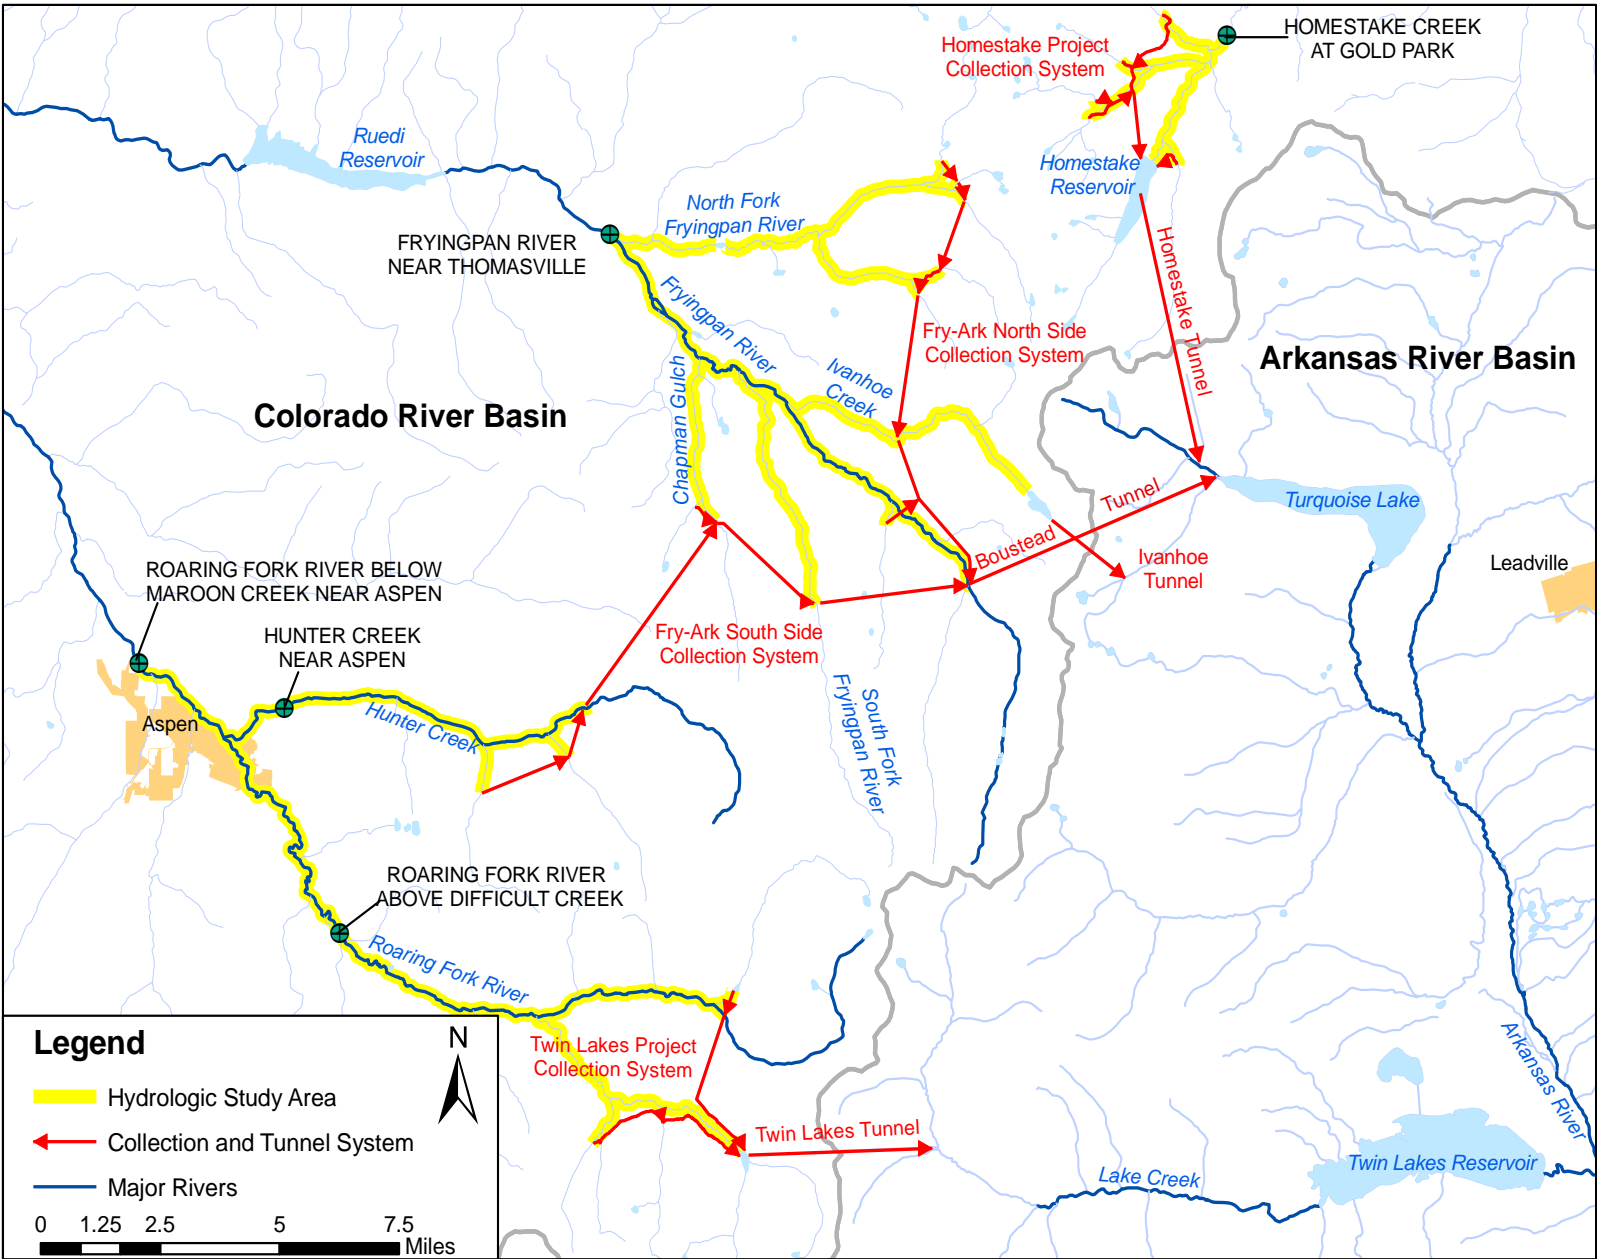 HOMESTAKE CREEK
AT GOLD PARK
Homestake Project
Collection System
Ruedi
Reservoir
Homestake
Reservoir
North Fork
Fryingpan River
FRYINGPAN RIVER
NEAR THOMASVILLE
Homestake Tunnel
Fryingpan River
Fry-Ark North Side
Collection System
Arkansas River Basin
Ivanhoe
Creek
Chapman Gulch
Colorado River Basin
Turquoise Lake
Boustead Tunnel
Ivanhoe
Tunnel
Leadville
ROARING FORK RIVER BELOW
MAROON CREEK NEAR ASPEN
HUNTER CREEK
NEAR ASPEN
Fry-Ark South Side
Collection System
South Fork
Fryingpan River
Aspen
Hunter Creek
ROARING FORK RIVER
ABOVE DIFFICULT CREEK
Roaring Fork River
Twin Lakes Project
Collection System
Twin Lakes Tunnel
Arkansas River
Lake Creek
Twin Lakes Reservoir
Legend
N
Hydrologic Study Area
Collection and Tunnel System
Major Rivers
0 1.25 2.5 5 7.5
Miles